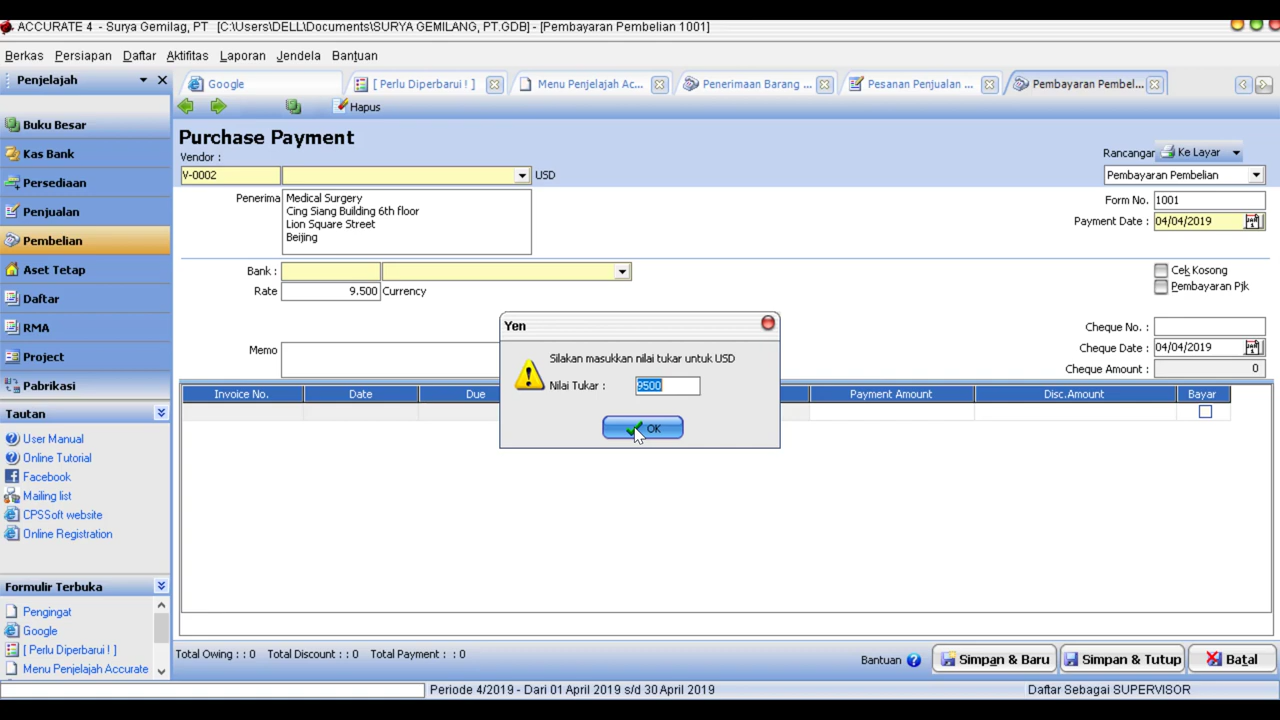 ACCURATE 4 - Surya Gemilag, PT [C:\Users\DELL\Documents\SURYA GEMILANG, PT.GDB] - [Pembayaran Pembelian 1001]
Berkas Persiapan Daftar Aktifitas Laporan Jendela Bantuan
Penjelajah
Google
[ Perlu Diperbarui ! ]
Menu Penjelajah Ac...
Penerimaan Barang ...
Pesanan Penjualan ...
Pembayaran Pembel...
Hapus
Buku Besar
Kas Bank
Persediaan
Penjualan
Pembelian
Aset Tetap
Daftar
RMA
Project
Pabrikasi
Tautan
User Manual
Online Tutorial
Facebook
Mailing list
CPSSoft website
Online Registration
Formulir Terbuka
Pengingat
Google
[ Perlu Diperbarui ! ]
Menu Penjelajah Accurate
Purchase Payment
Vendor :
V-0002
USD
Rancangar Ke Layar
Pembayaran Pembelian
Penerima
Medical Surgery
Cing Siang Building 6th floor
Lion Square Street
Beijing
Form No. 1001
Payment Date : 04/04/2019
Bank :
Rate 9.500 Currency
Cek Kosong
Pembayaran Pjk
Memo
Cheque No. :
Cheque Date : 04/04/2019
Cheque Amount : 0
Yen
Silakan masukkan nilai tukar untuk USD
Nilai Tukar : 9500
OK
Invoice No. Date Due Payment Amount Disc.Amount Bayar
Total Owing : : 0 Total Discount : : 0 Total Payment : : 0
Bantuan
Simpan & Baru
Simpan & Tutup
Batal
Periode 4/2019 - Dari 01 April 2019 s/d 30 April 2019
Daftar Sebagai SUPERVISOR